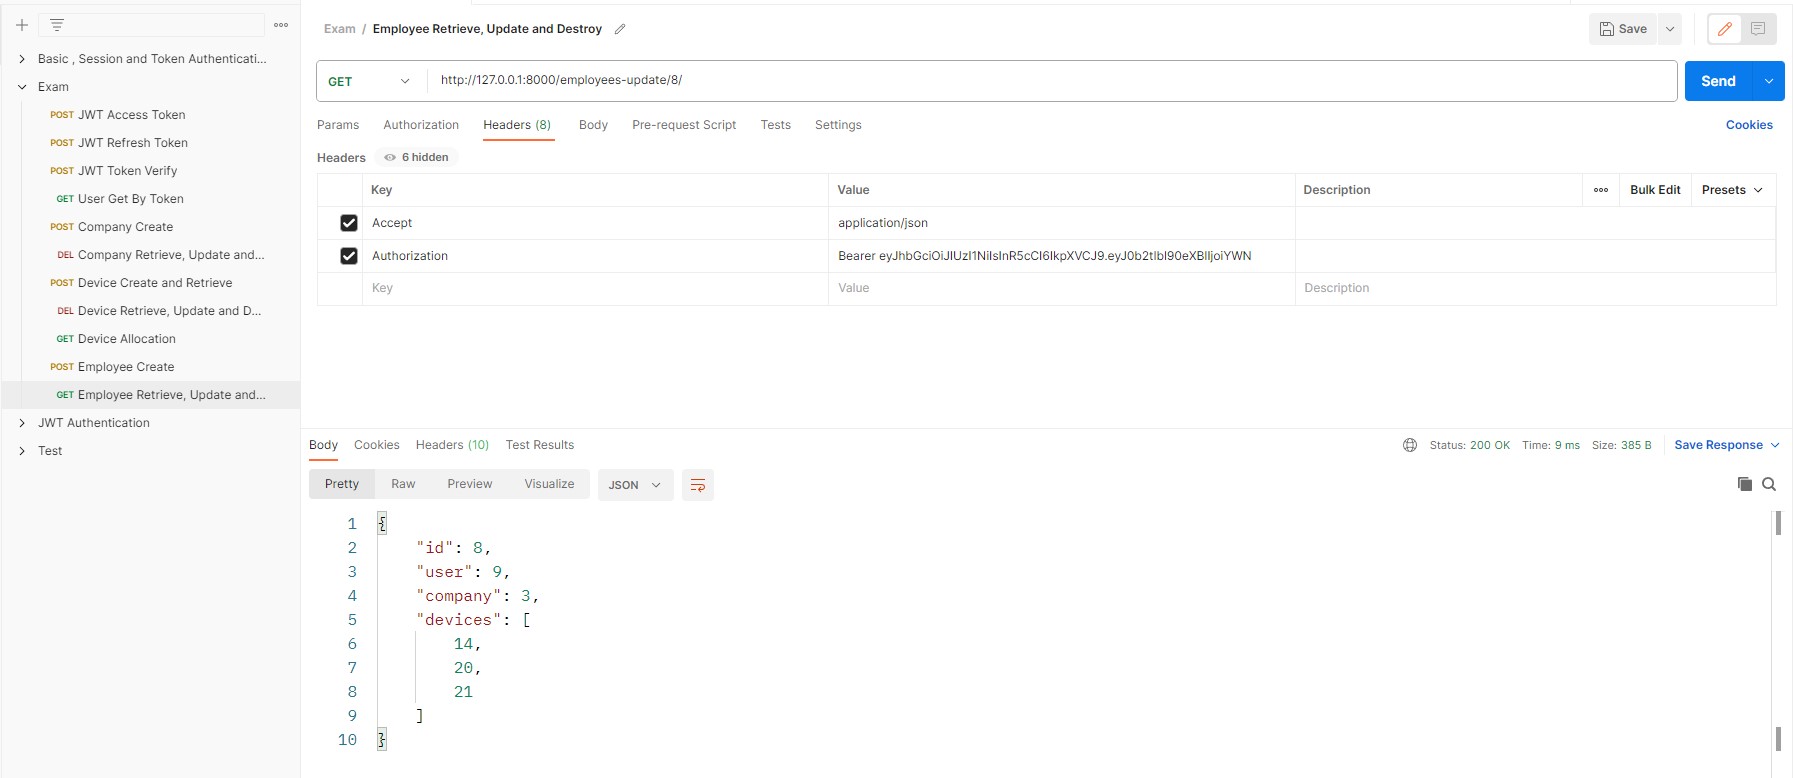 Basic , Session and Token Authenticati...
Exam
POST JWT Access Token
POST JWT Refresh Token
POST JWT Token Verify
GET User Get By Token
POST Company Create
DEL Company Retrieve, Update and...
POST Device Create and Retrieve
DEL Device Retrieve, Update and D...
GET Device Allocation
POST Employee Create
GET Employee Retrieve, Update and...
JWT Authentication
Test
Exam / Employee Retrieve, Update and Destroy
Save
GET http://127.0.0.1:8000/employees-update/8/
Send
Params Authorization Headers (8) Body Pre-request Script Tests Settings Cookies
Headers 6 hidden
Key Value Description Bulk Edit Presets
Accept application/json
Authorization Bearer eyJhbGciOiJIUzI1NiIsInR5cCI6IkpXVCJ9.eyJ0b2tlbl90eXBlIjoiYWN
Key Value Description
Body Cookies Headers (10) Test Results Status: 200 OK Time: 9 ms Size: 385 B Save Response
Pretty Raw Preview Visualize JSON
1 {
2 "id": 8,
3 "user": 9,
4 "company": 3,
5 "devices": [
6 14,
7 20,
8 21
9 ]
10 }